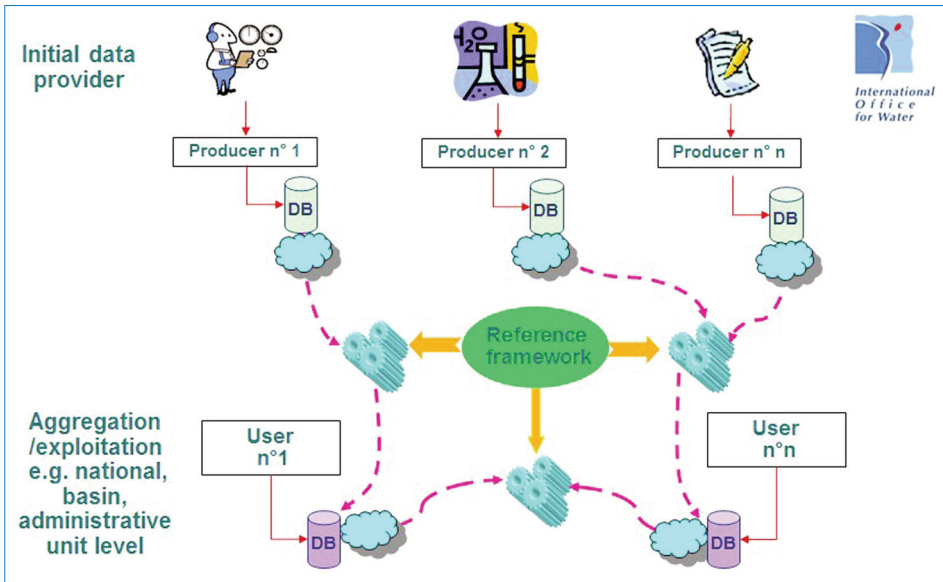 Initial data
provider
H2O
International
Office
for Water
Producer n° 1
Producer n° 2
Producer n° n
DB
DB
DB
Reference
framework
Aggregation
/exploitation
e.g. national,
basin,
administrative
unit level
User
n°1
User
n°n
DB
DB